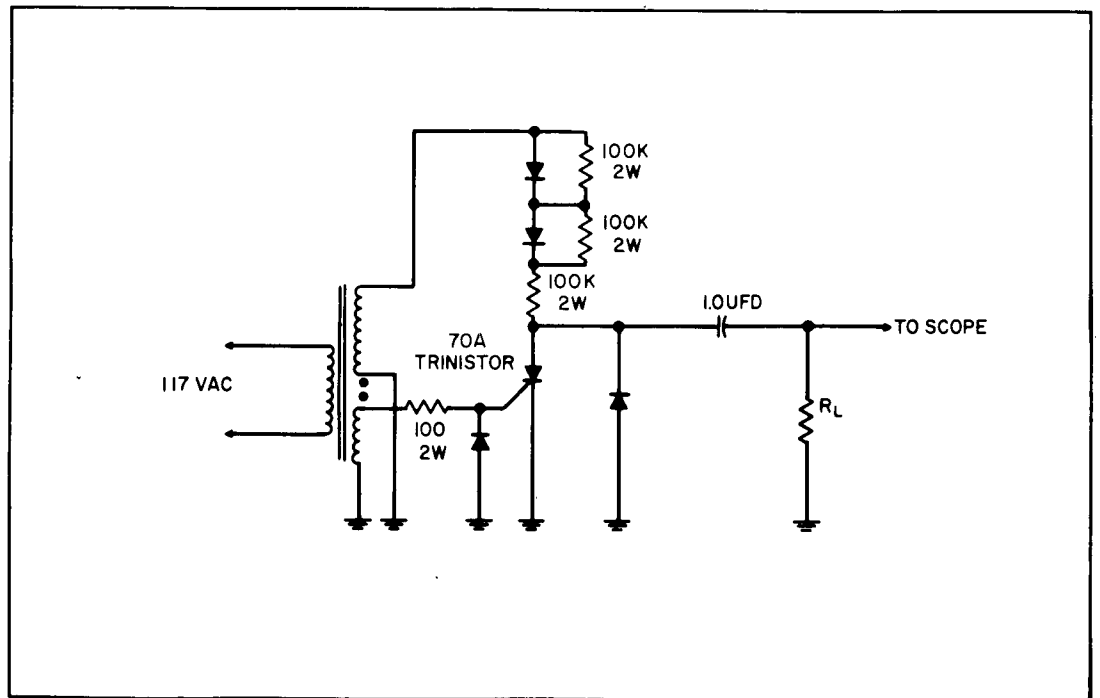 100K
2W
100K
2W
100K
2W
1.0UFD
TO SCOPE
70A
TRINISTOR
117 VAC
100
2W
RL